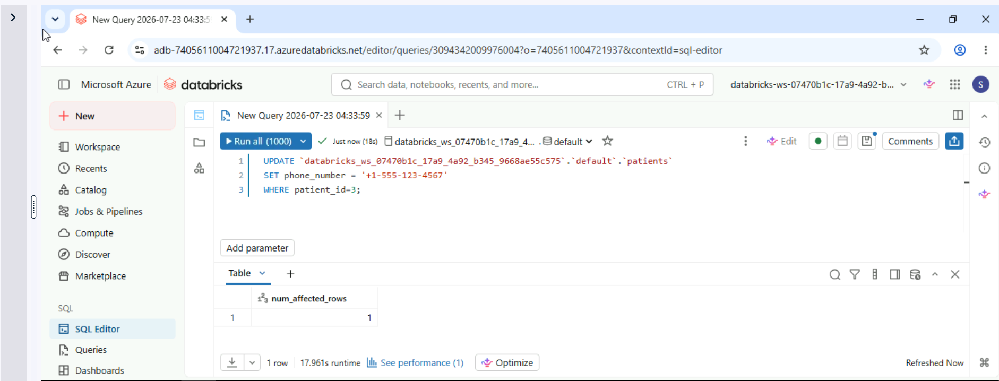 New Query 2026-07-23 04:33:5
adb-7405611004721937.17.azuredatabricks.net/editor/queries/3094342009976004?o=7405611004721937&contextId=sql-editor
Microsoft Azure databricks Search data, notebooks, recents, and more... CTRL + P databricks-ws-07470b1c-17a9-4a92-b... S
New
Workspace
Recents
Catalog
Jobs & Pipelines
Compute
Discover
Marketplace
SQL
SQL Editor
Queries
Dashboards
New Query 2026-07-23 04:33:59
Run all (1000) Just now (18s) databricks_ws_07470b1c_17a9_4... . default Edit Comments
1 UPDATE `databricks_ws_07470b1c_17a9_4a92_b345_9668ae55c575`.`default`.`patients`
2 SET phone_number = '+1-555-123-4567'
3 WHERE patient_id=3;
Add parameter
Table
123 num_affected_rows
1 1
1 row 17.961s runtime See performance (1) Optimize Refreshed Now